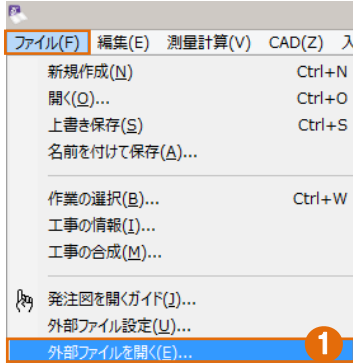 ファイル(F) 編集(E) 測量計算(V) CAD(Z) 入
新規作成(N) Ctrl+N
開く(O)... Ctrl+O
上書き保存(S) Ctrl+S
名前を付けて保存(A)...
作業の選択(B)... Ctrl+W
工事の情報(I)...
工事の合成(M)...
発注図を開くガイド(J)...
外部ファイル設定(U)...
外部ファイルを開く(E)... 1